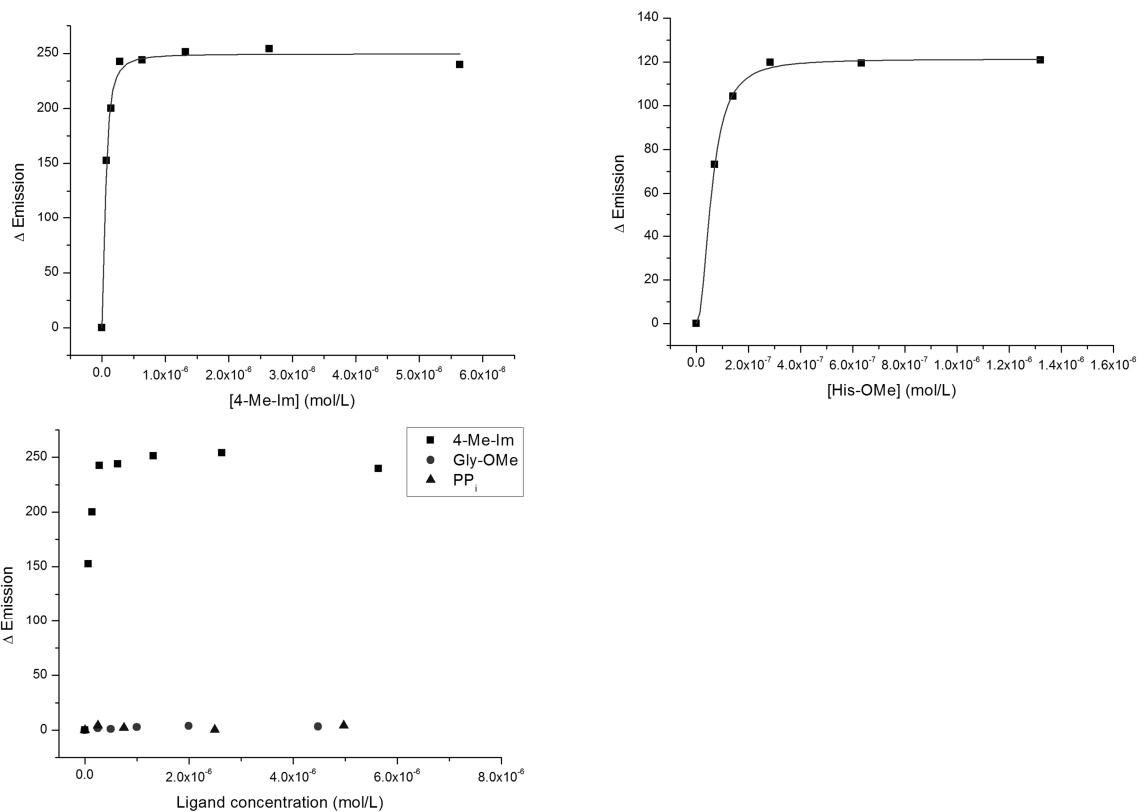 250
200
150
100
50
0
Δ Emission
0.0 1.0x10⁻⁶ 2.0x10⁻⁶ 3.0x10⁻⁶ 4.0x10⁻⁶ 5.0x10⁻⁶ 6.0x10⁻⁶
[4-Me-Im] (mol/L)
140
120
100
80
60
40
20
0
Δ Emission
0.0 2.0x10⁻⁷ 4.0x10⁻⁷ 6.0x10⁻⁷ 8.0x10⁻⁷ 1.0x10⁻⁶ 1.2x10⁻⁶ 1.4x10⁻⁶ 1.6x10⁻⁶
[His-OMe] (mol/L)
4-Me-Im
Gly-OMe
PPᵢ
250
200
150
100
50
0
Δ Emission
0.0 2.0x10⁻⁶ 4.0x10⁻⁶ 6.0x10⁻⁶ 8.0x10⁻⁶
Ligand concentration (mol/L)